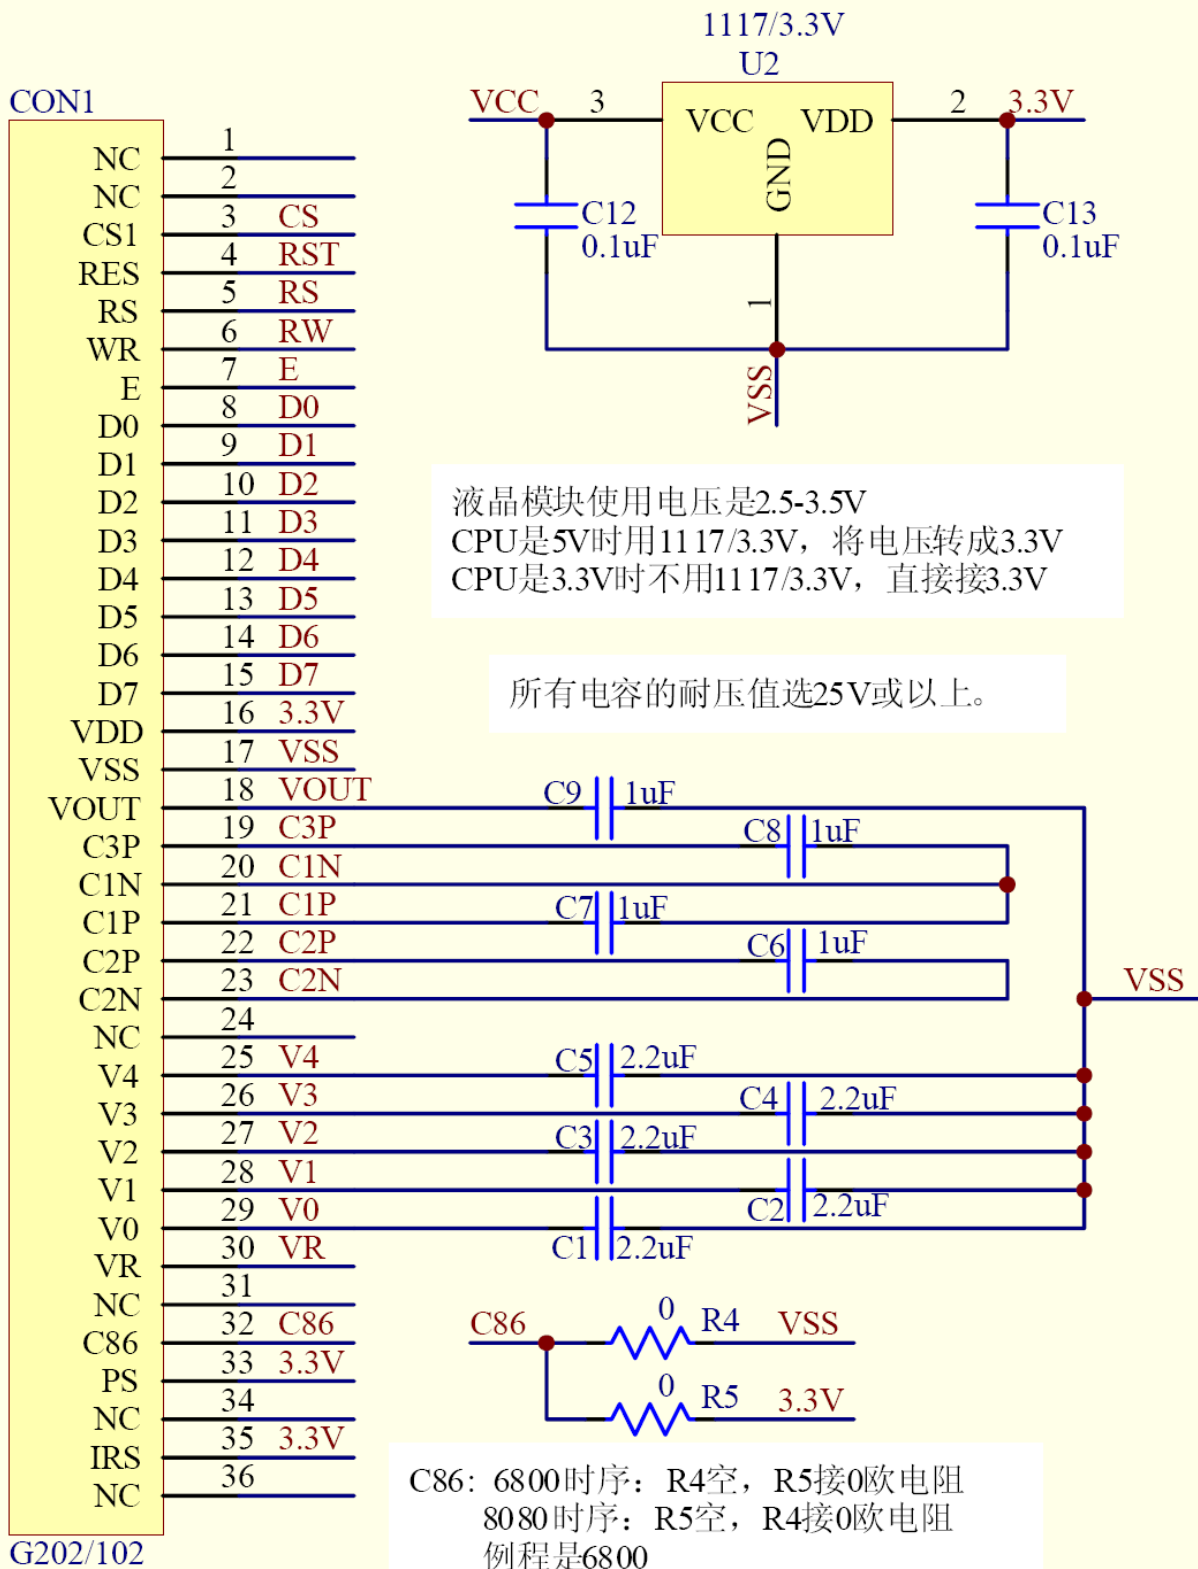 1117/3.3V
U2
VCC 3 VCC VDD 2 3.3V
GND
C12
0.1uF
C13
0.1uF
1
VSS
CON1
NC 1
NC 2
CS1 3 CS
RES 4 RST
RS 5 RS
WR 6 RW
E 7 E
D0 8 D0
D1 9 D1
D2 10 D2
D3 11 D3
D4 12 D4
D5 13 D5
D6 14 D6
D7 15 D7
VDD 16 3.3V
VSS 17 VSS
VOUT 18 VOUT C9 1uF
C3P 19 C3P C8 1uF
C1N 20 C1N
C1P 21 C1P C7 1uF
C2P 22 C2P C6 1uF
C2N 23 C2N VSS
NC 24
V4 25 V4 C5 2.2uF
V3 26 V3 C4 2.2uF
V2 27 V2 C3 2.2uF
V1 28 V1 C2 2.2uF
V0 29 V0 C1 2.2uF
VR 30 VR
NC 31
C86 32 C86
PS 33 3.3V
NC 34
IRS 35 3.3V
NC 36
G202/102
液晶模块使用电压是2.5-3.5V
CPU是5V时用1117/3.3V，将电压转成3.3V
CPU是3.3V时不用1117/3.3V，直接接3.3V
所有电容的耐压值选25V或以上。
C86 0 R4 VSS
0 R5 3.3V
C86：6800时序：R4空，R5接0欧电阻
8080时序：R5空，R4接0欧电阻
例程是6800